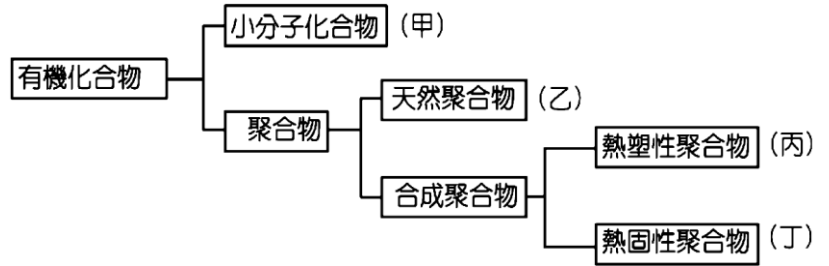 小分子化合物 (甲)
有機化合物
天然聚合物 (乙)
聚合物
熱塑性聚合物 (丙)
合成聚合物
熱固性聚合物 (丁)